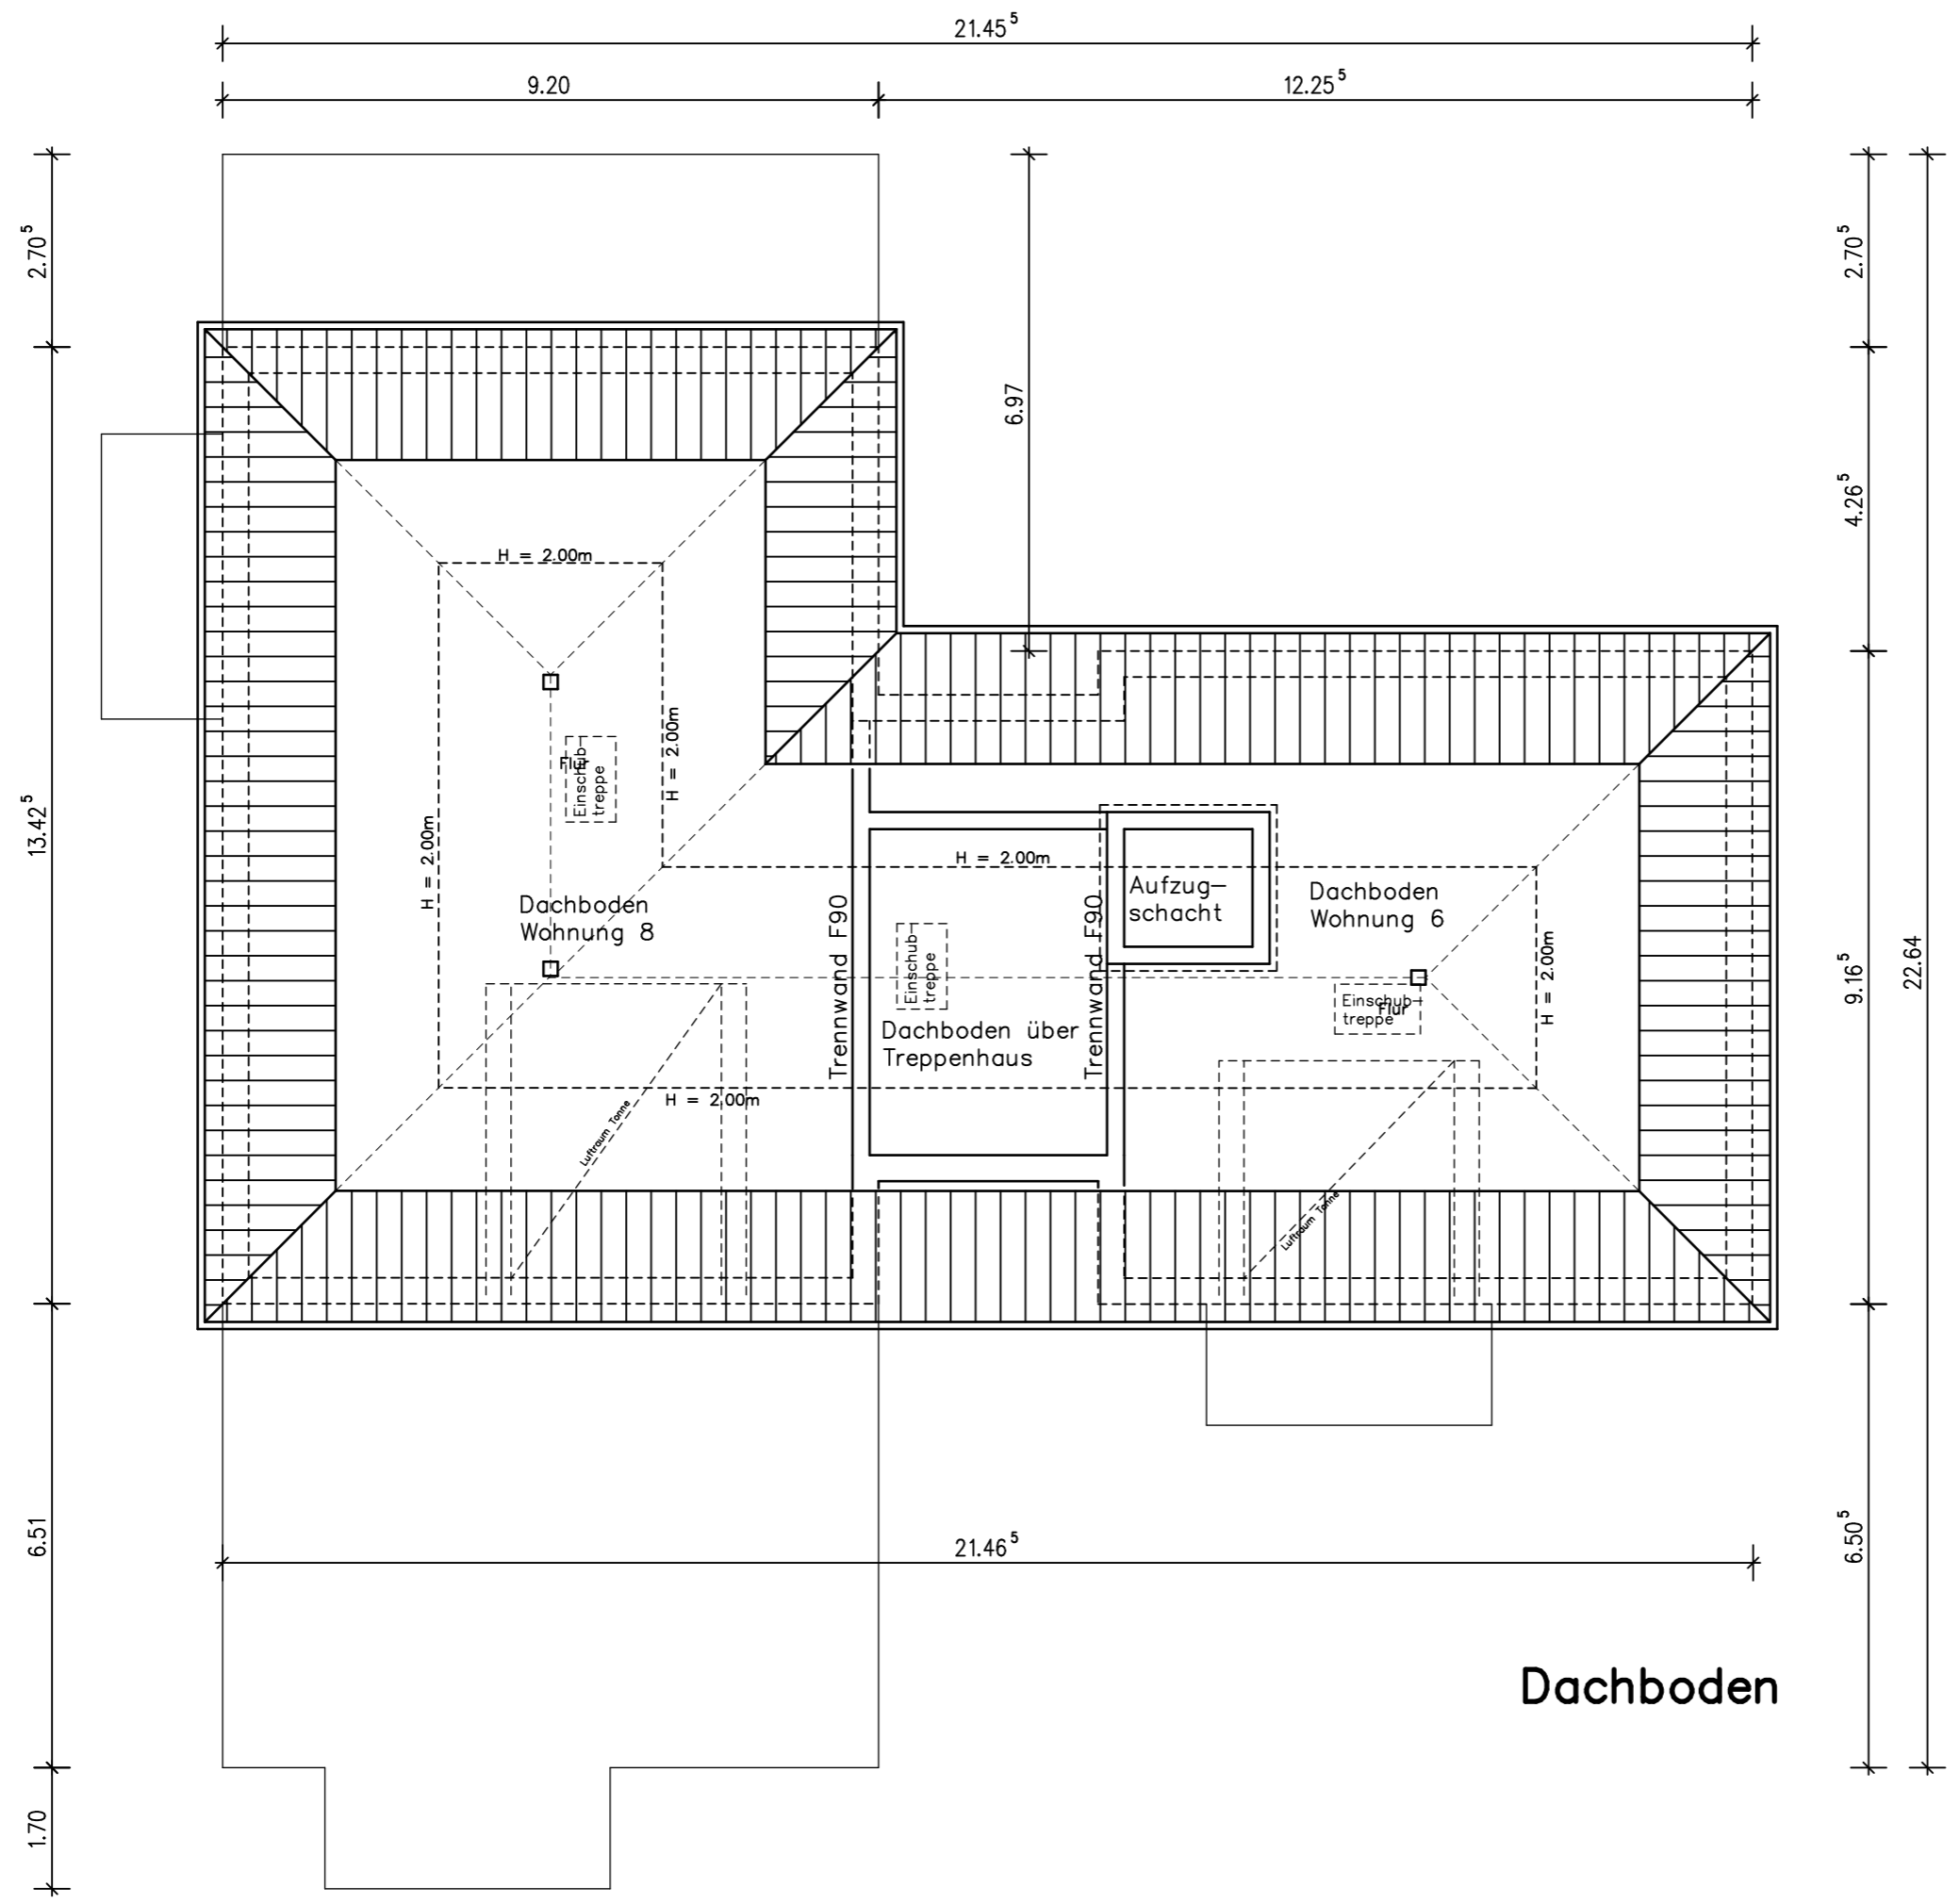 21.45⁵
9.20
12.25⁵
2.70⁵
2.70⁵
6.97
4.26⁵
H = 2.00m
H = 2.00m
Flur
Einschub-
treppe
13.42⁵
H = 2.00m
H = 2.00m
Dachboden
Wohnung 8
Trennwand F90
Einschub-
treppe
Trennwand F90
Aufzug-
schacht
Dachboden
Wohnung 6
H = 2.00m
9.16⁵
22.64
Einschub-
treppe
Flur
Dachboden über
Treppenhaus
H = 2.00m
Luftraum Tonne
Luftraum Tonne
6.51
21.46⁵
6.50⁵
Dachboden
1.70